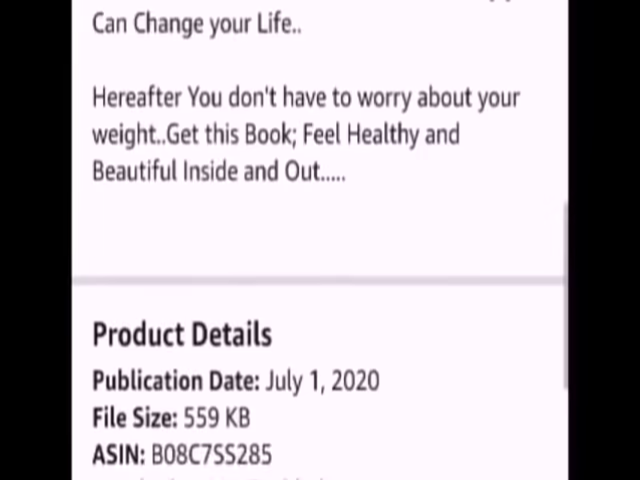 Can Change your Life..
Hereafter You don't have to worry about your
weight..Get this Book; Feel Healthy and
Beautiful Inside and Out.....
Product Details
Publication Date: July 1, 2020
File Size: 559 KB
ASIN: B08C7SS285